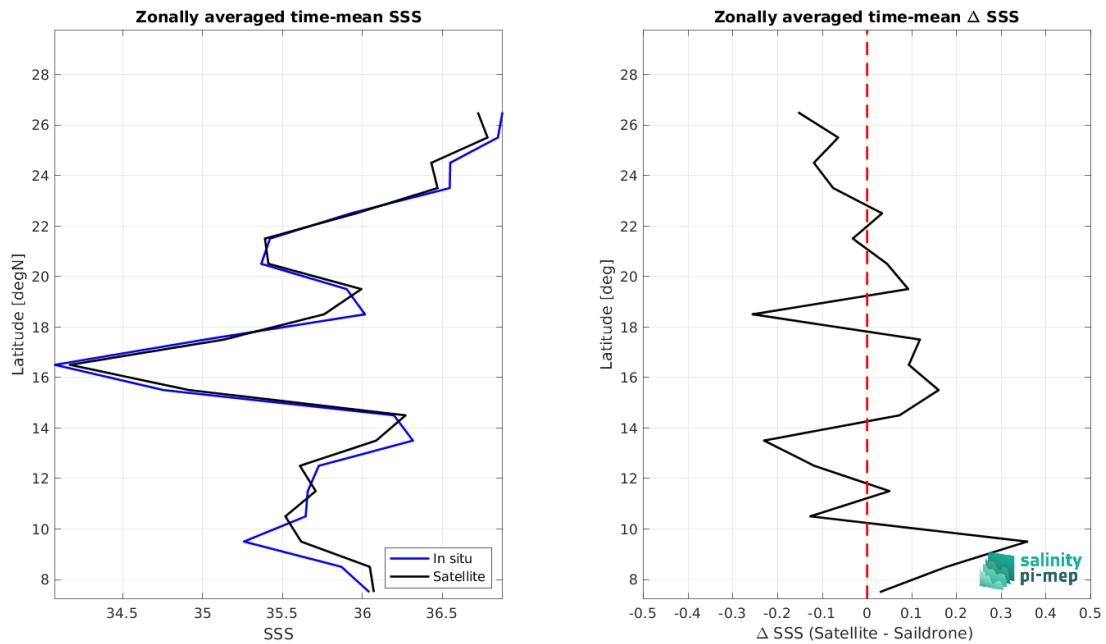 Zonally averaged time-mean SSS
Latitude [degN]
28
26
24
22
20
18
16
14
12
10
8
34.5 35 35.5 36 36.5
SSS
In situ
Satellite
Zonally averaged time-mean Δ SSS
Latitude [deg]
28
26
24
22
20
18
16
14
12
10
8
-0.5 -0.4 -0.3 -0.2 -0.1 0 0.1 0.2 0.3 0.4 0.5
Δ SSS (Satellite - Saildrone)
salinity
pi-mep